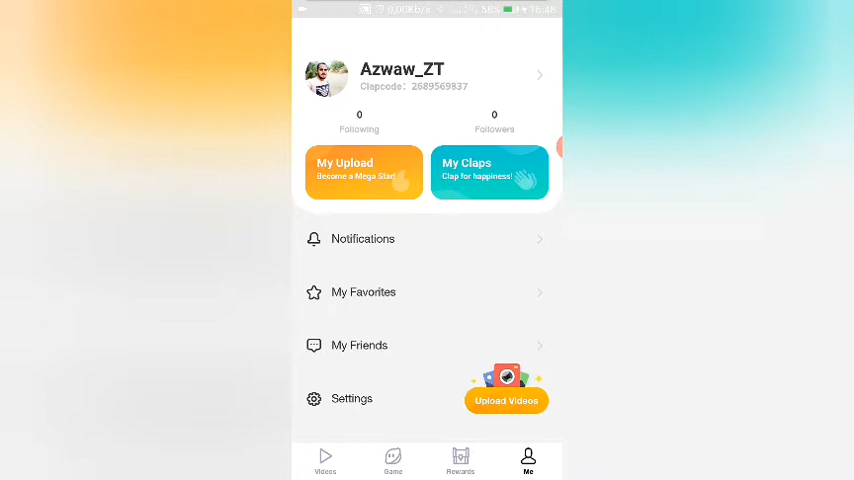 0.00Kb/s 58% 16:48
Azwaw_ZT
Clapcode: 2689569837
0 0
Following Followers
My Upload My Claps
Become a Mega Star! Clap for happiness!
Notifications
My Favorites
My Friends
Settings
Upload Videos
Videos Game Rewards Me